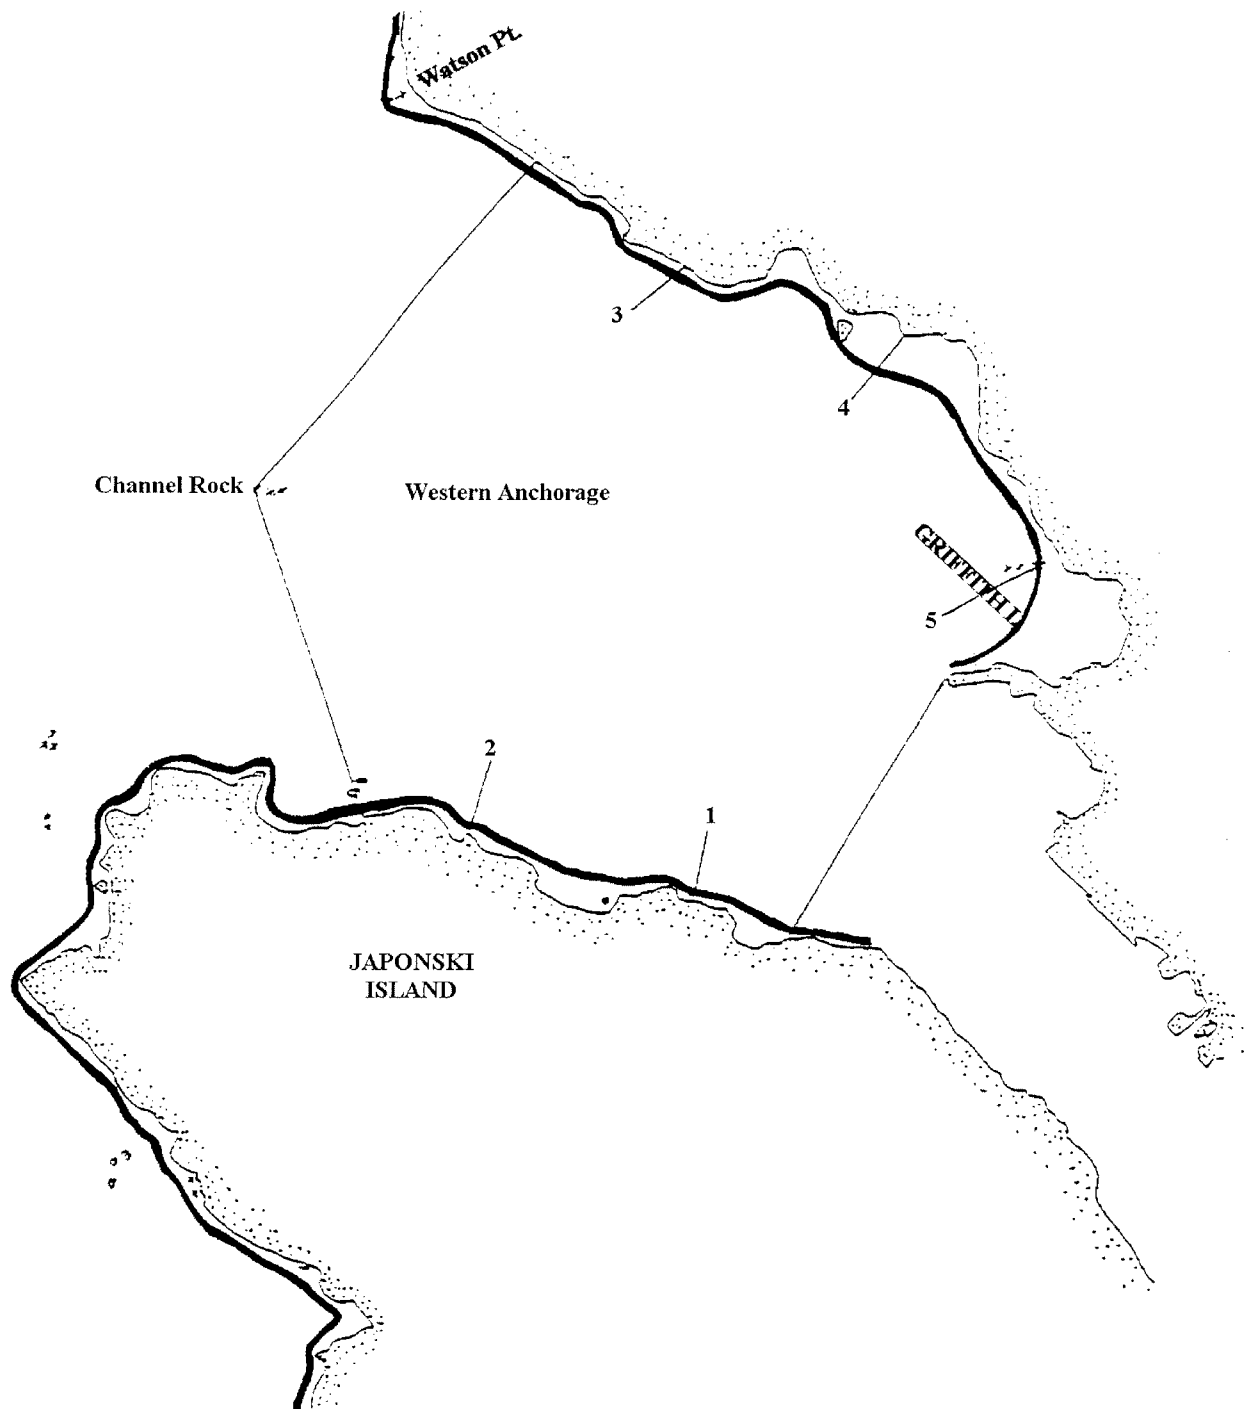 Watson Pt.
3
4
Channel Rock
Western Anchorage
GRIFFITH I.
5
2
1
JAPONSKI
ISLAND